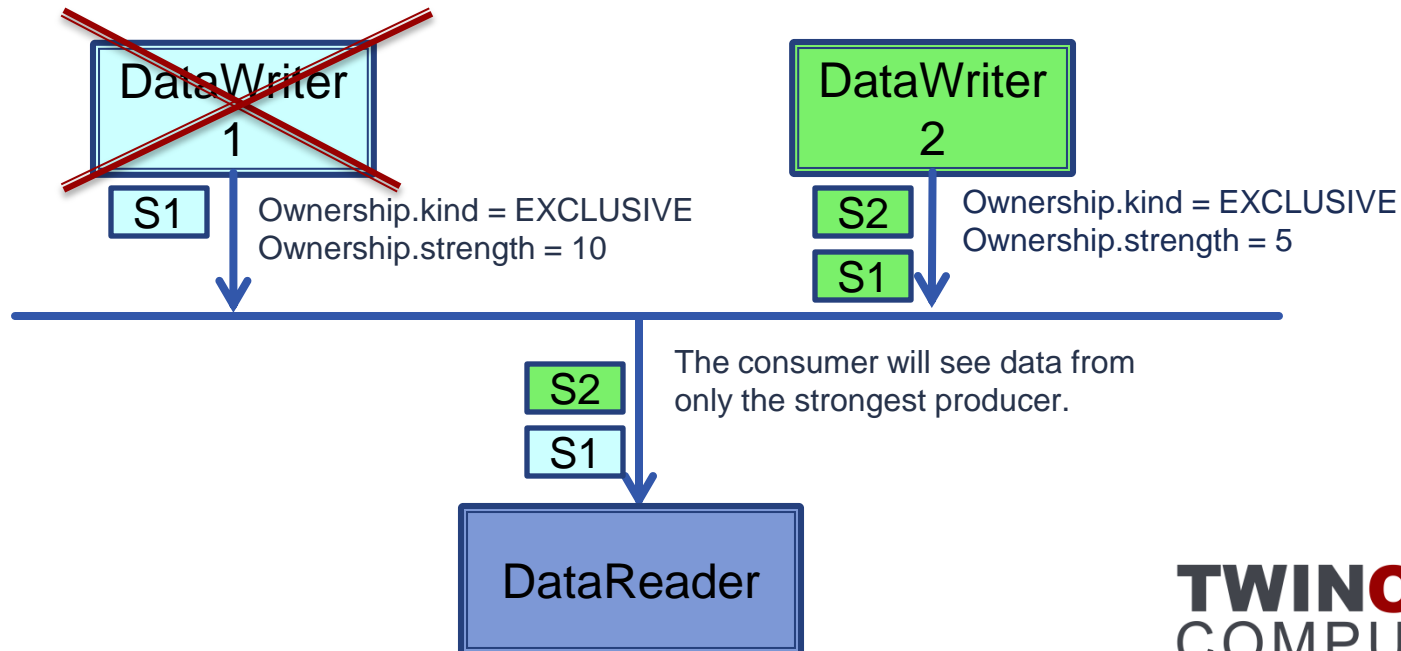 DataWriter
1
DataWriter
2
S1
Ownership.kind = EXCLUSIVE
Ownership.strength = 10
S2
S1
Ownership.kind = EXCLUSIVE
Ownership.strength = 5
S2
S1
The consumer will see data from
only the strongest producer.
DataReader